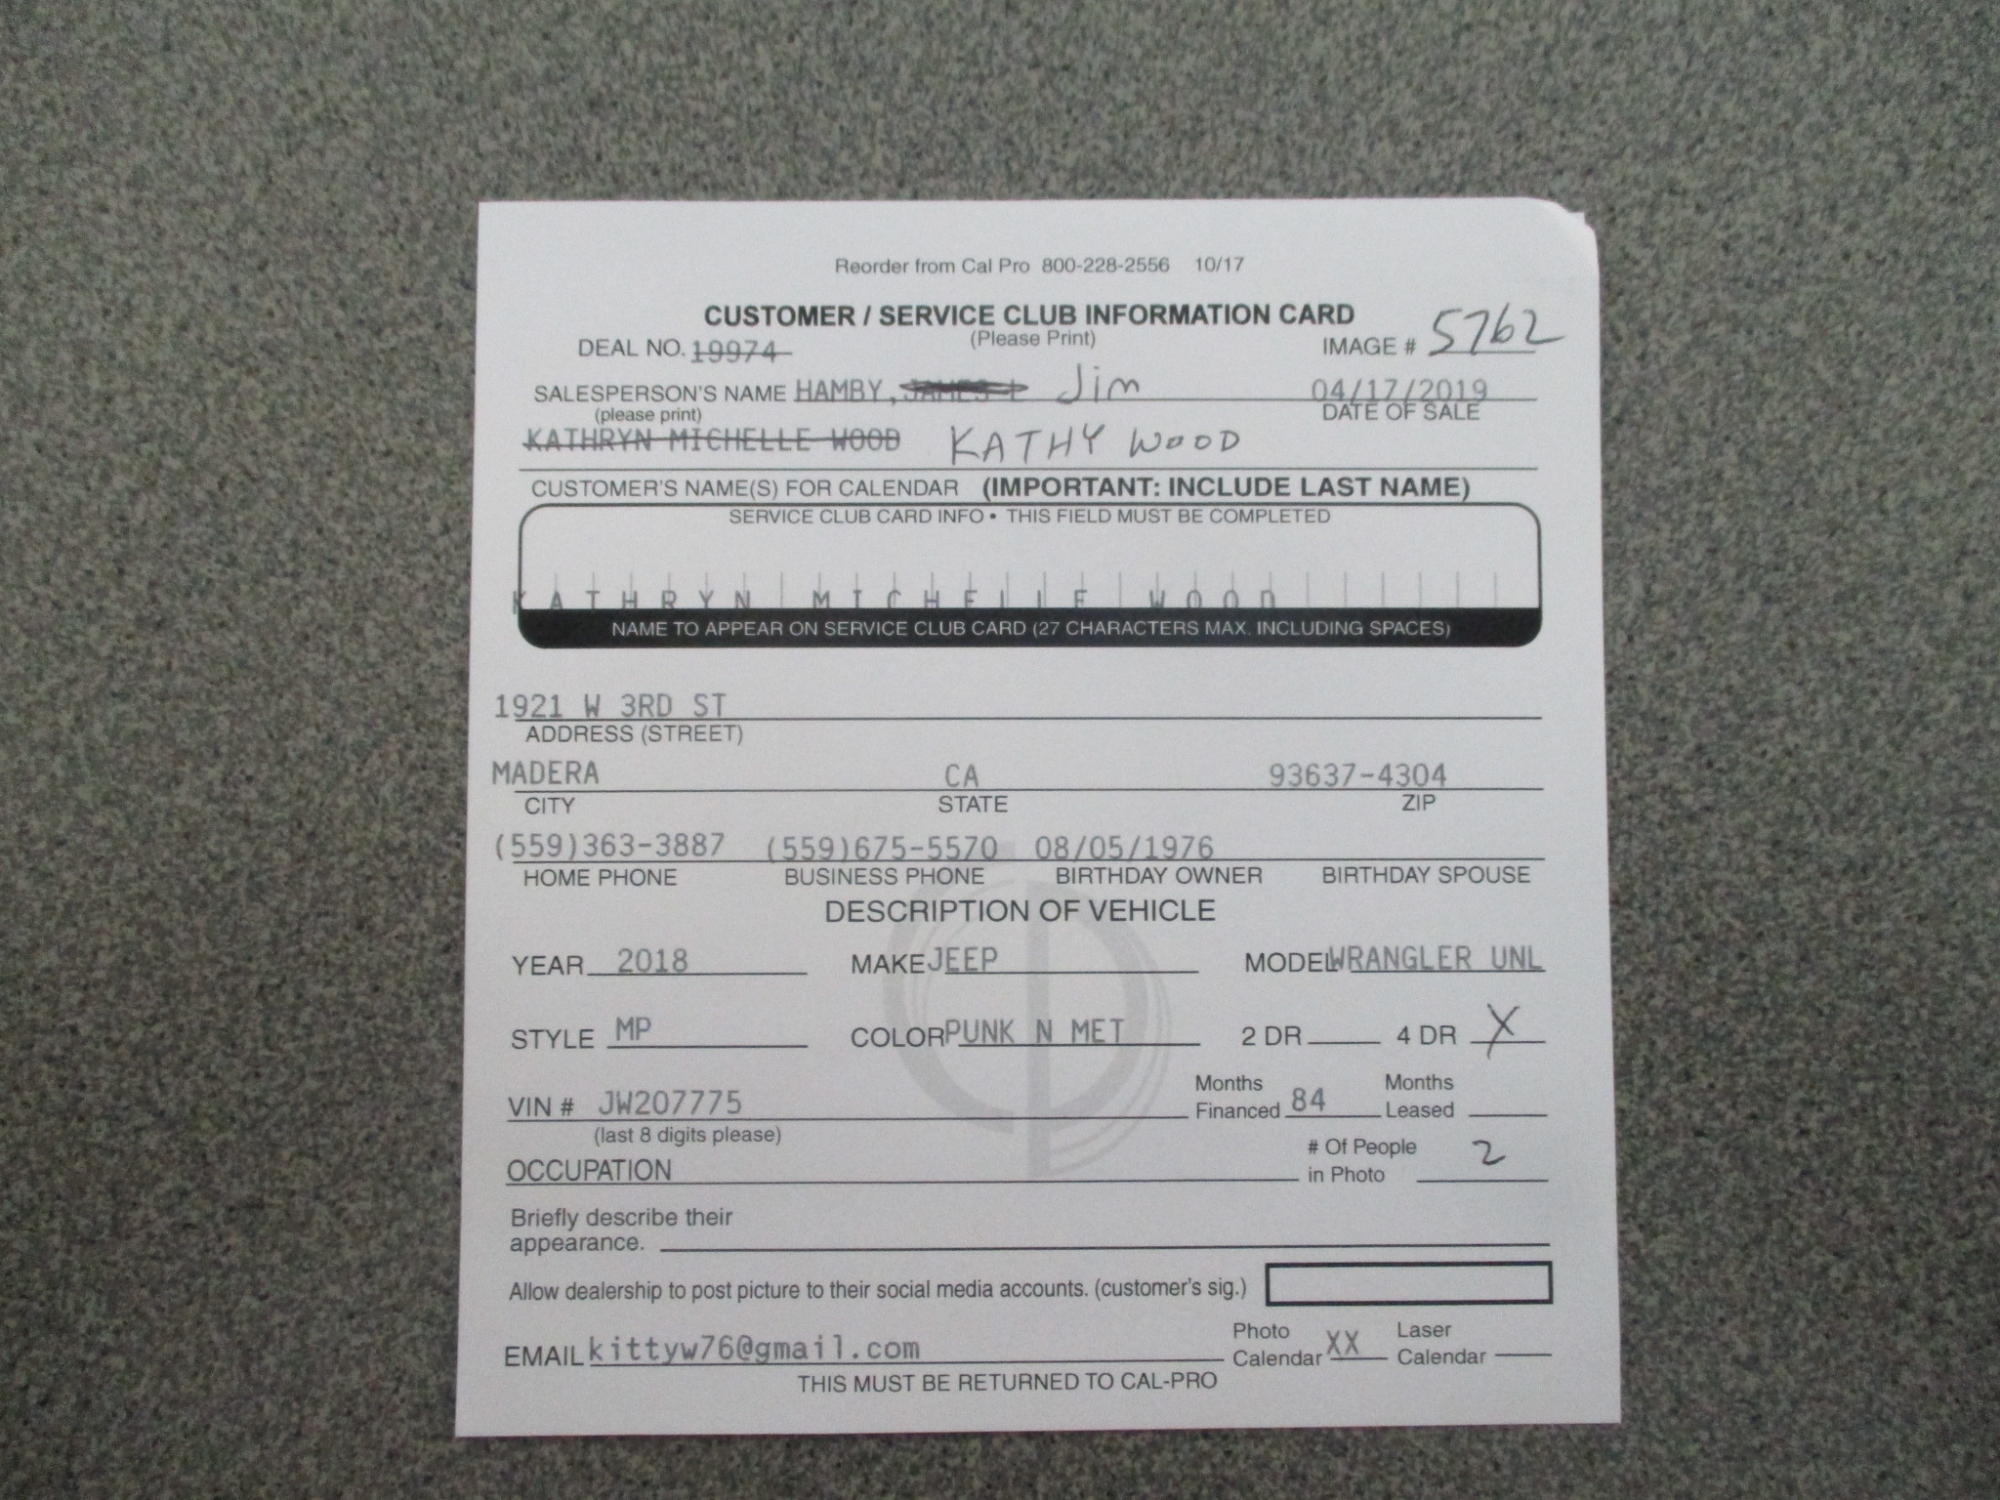 Reorder from Cal Pro 800-228-2556 10/17
CUSTOMER / SERVICE CLUB INFORMATION CARD
(Please Print)
DEAL NO. 19974 IMAGE # 5762
SALESPERSON'S NAME HAMBY, JAMES L Jim 04/17/2019
(please print) DATE OF SALE
KATHRYN MICHELLE WOOD KATHY WOOD
CUSTOMER'S NAME(S) FOR CALENDAR (IMPORTANT: INCLUDE LAST NAME)
SERVICE CLUB CARD INFO • THIS FIELD MUST BE COMPLETED
KATHRYN MICHELLE WOOD
NAME TO APPEAR ON SERVICE CLUB CARD (27 CHARACTERS MAX. INCLUDING SPACES)
1921 W 3RD ST
ADDRESS (STREET)
MADERA CA 93637-4304
CITY STATE ZIP
(559)363-3887 (559)675-5570 08/05/1976
HOME PHONE BUSINESS PHONE BIRTHDAY OWNER BIRTHDAY SPOUSE
DESCRIPTION OF VEHICLE
YEAR 2018 MAKE JEEP MODEL WRANGLER UNL
STYLE MP COLOR PUNK N MET 2 DR 4 DR X
VIN # JW207775 Months Financed 84 Months Leased
(last 8 digits please)
OCCUPATION # Of People in Photo 2
Briefly describe their
appearance.
Allow dealership to post picture to their social media accounts. (customer's sig.)
EMAIL kittyw76@gmail.com Photo Calendar XX Laser Calendar
THIS MUST BE RETURNED TO CAL-PRO